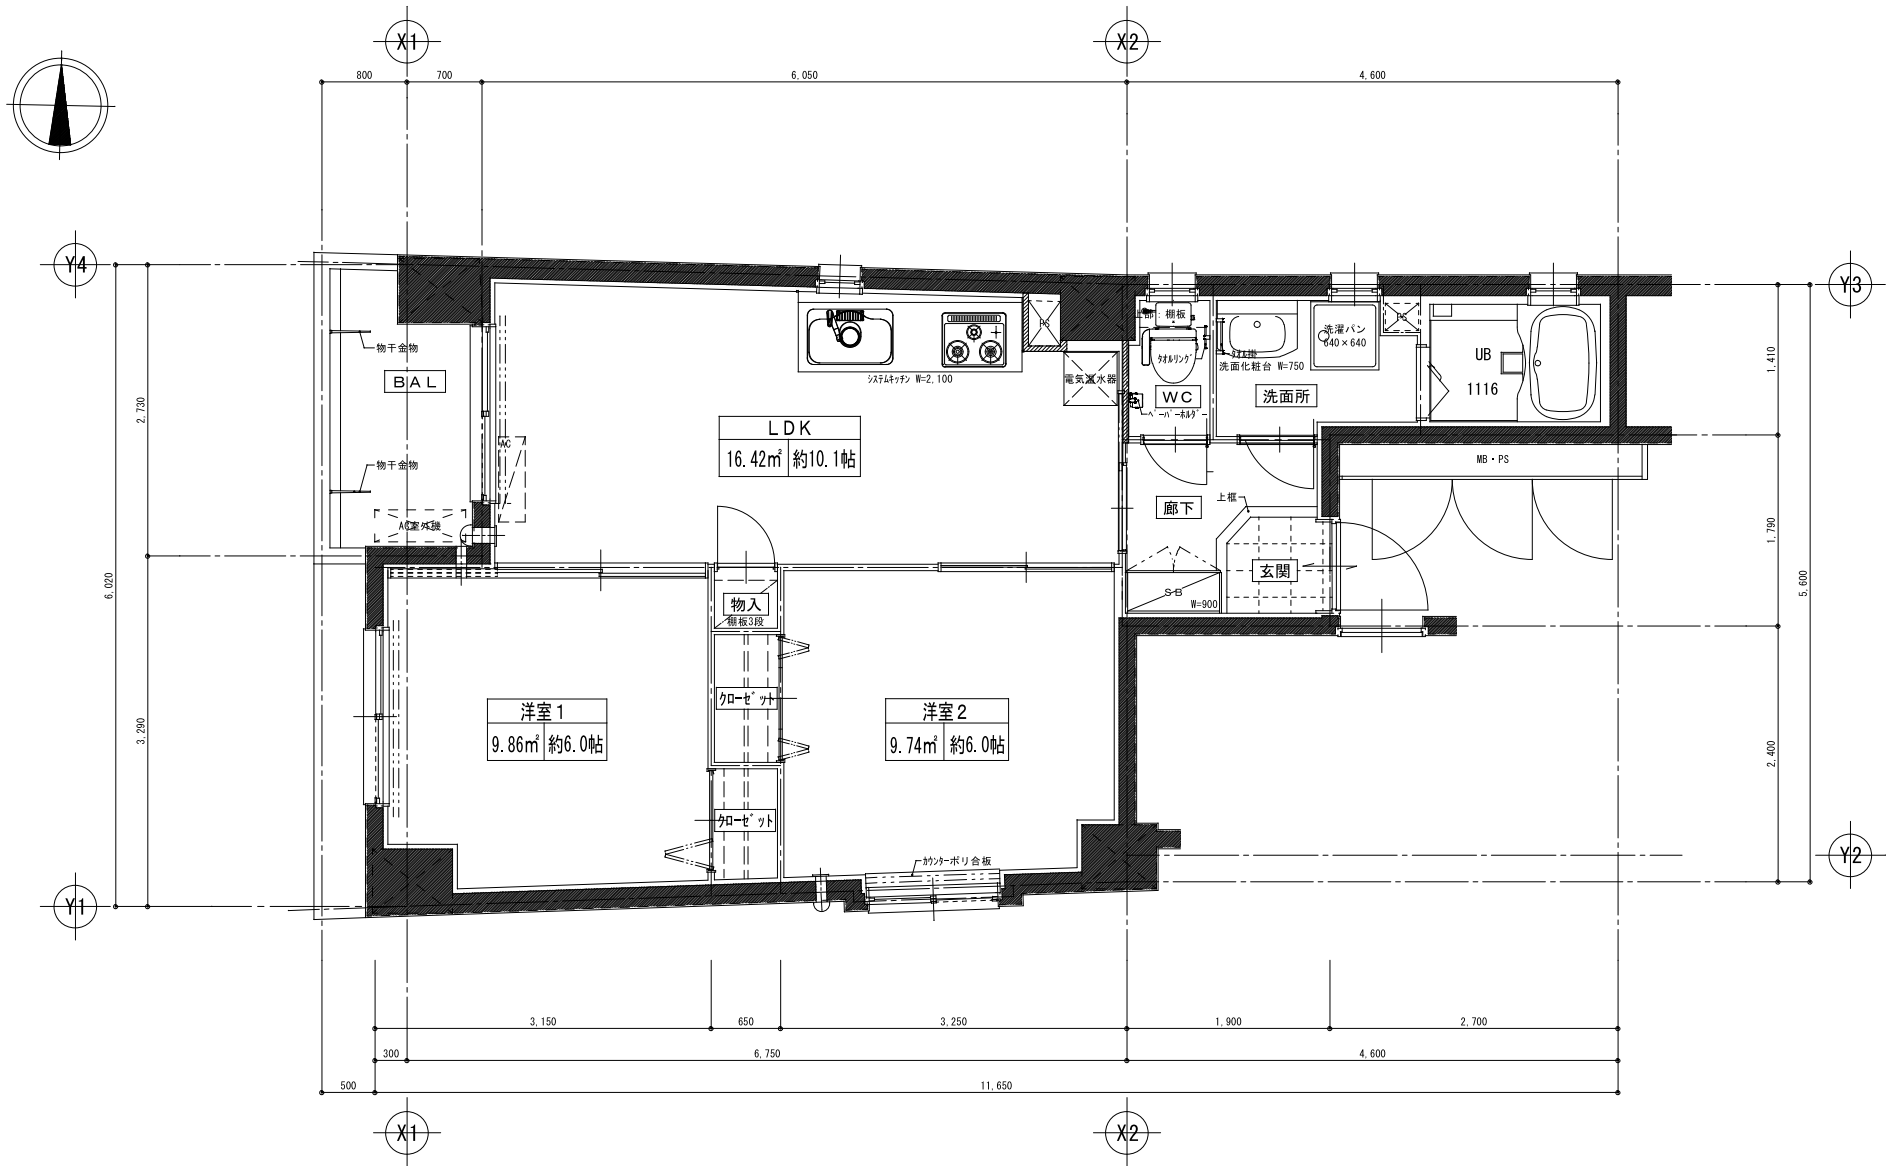 X1
X2
800
700
6,050
4,600
Y4
Y3
物干金物
BAL
物干金物
AC室外機
AC
システムキッチン W=2,100
PS
電気温水器
LDK
16.42㎡ 約10.1帖
上部：棚板
タオルリング
WC
ペーパーホルダー
タオル掛
洗面化粧台 W=750
洗濯パン
640×640
洗面所
PS
UB
1116
MB・PS
廊下
上框
玄関
SB
W=900
物入
棚板3段
クローゼット
クローゼット
洋室1
9.86㎡ 約6.0帖
洋室2
9.74㎡ 約6.0帖
カウンターポリ合板
2,730
3,290
6,020
1,410
1,790
2,400
5,600
Y1
Y2
3,150
650
3,250
1,900
2,700
300
6,750
4,600
500
11,650
X1
X2